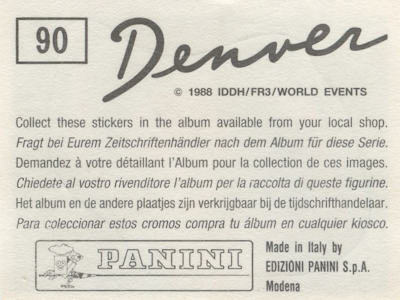 90
Denver
© 1988 IDDH/FR3/WORLD EVENTS
Collect these stickers in the album available from your local shop.
Fragt bei Eurem Zeitschriftenhändler nach dem Album für diese Serie.
Demandez à votre détaillant l'Album pour la collection de ces images.
Chiedete al vostro rivenditore l'album per la raccolta di queste figurine.
Het album en de andere plaatjes zijn verkrijgbaar bij de tijdschrifthandelaar.
Para coleccionar estos cromos compra tu álbum en cualquier kiosco.
PANINI
Made in Italy by
EDIZIONI PANINI S.p.A.
Modena